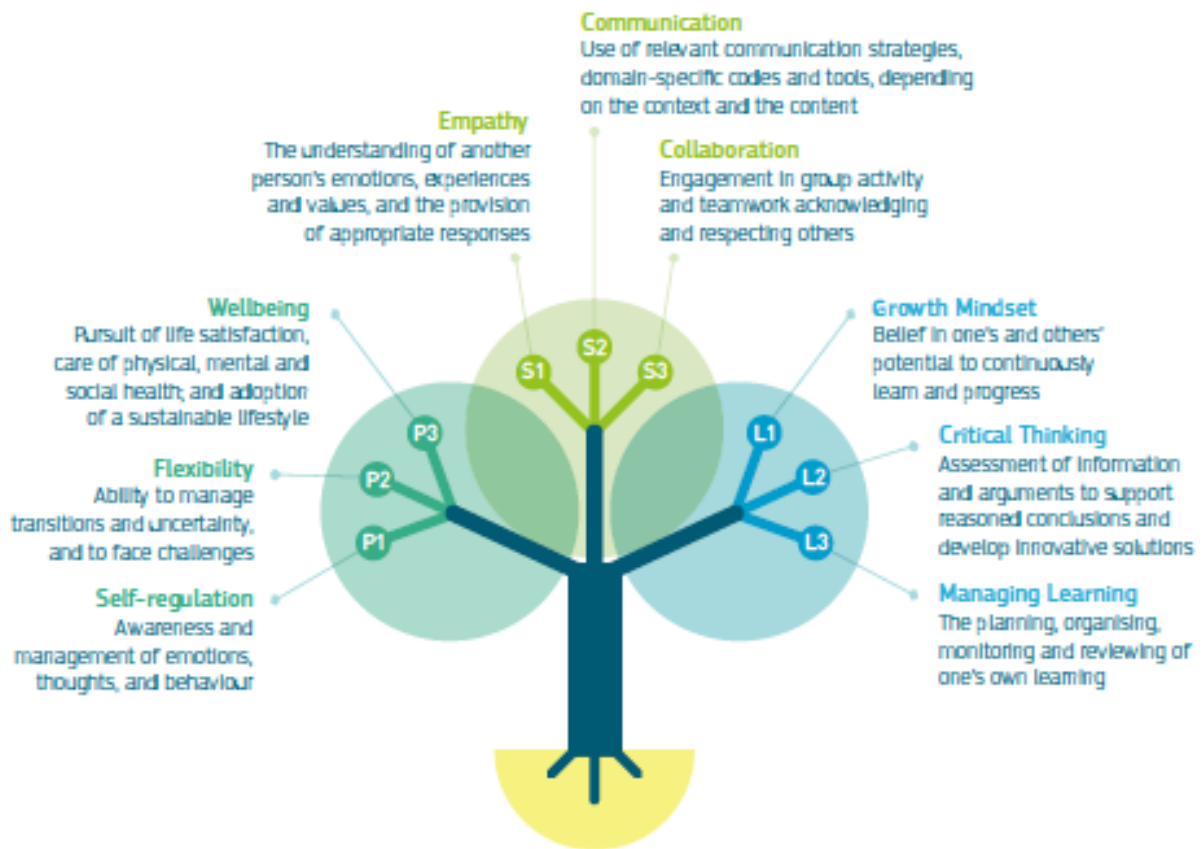 Communication
Use of relevant communication strategies,
domain-specific codes and tools, depending
on the context and the content
Empathy
The understanding of another
person's emotions, experiences
and values, and the provision
of appropriate responses
Collaboration
Engagement in group activity
and teamwork acknowledging
and respecting others
Wellbeing
Pursuit of life satisfaction,
care of physical, mental and
social health; and adoption
of a sustainable lifestyle
Growth Mindset
Belief in one's and others'
potential to continuously
learn and progress
S1
S2
S3
P3
P2
P1
L1
L2
L3
Flexibility
Ability to manage
transitions and uncertainty,
and to face challenges
Critical Thinking
Assessment of information
and arguments to support
reasoned conclusions and
develop innovative solutions
Self-regulation
Awareness and
management of emotions,
thoughts, and behaviour
Managing Learning
The planning, organising,
monitoring and reviewing of
one's own learning